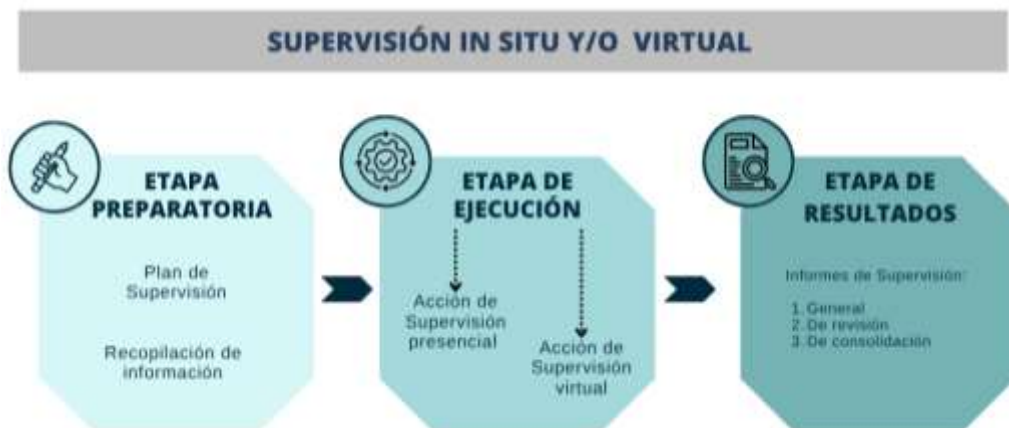 SUPERVISIÓN IN SITU Y/O VIRTUAL
ETAPA
PREPARATORIA
Plan de
Supervisión
Recopilación de
información
ETAPA DE
EJECUCIÓN
Acción de
Supervisión
presencial
Acción de
Supervisión
virtual
ETAPA DE
RESULTADOS
Informes de Supervisión:
1. General
2. De revisión
3. De consolidación